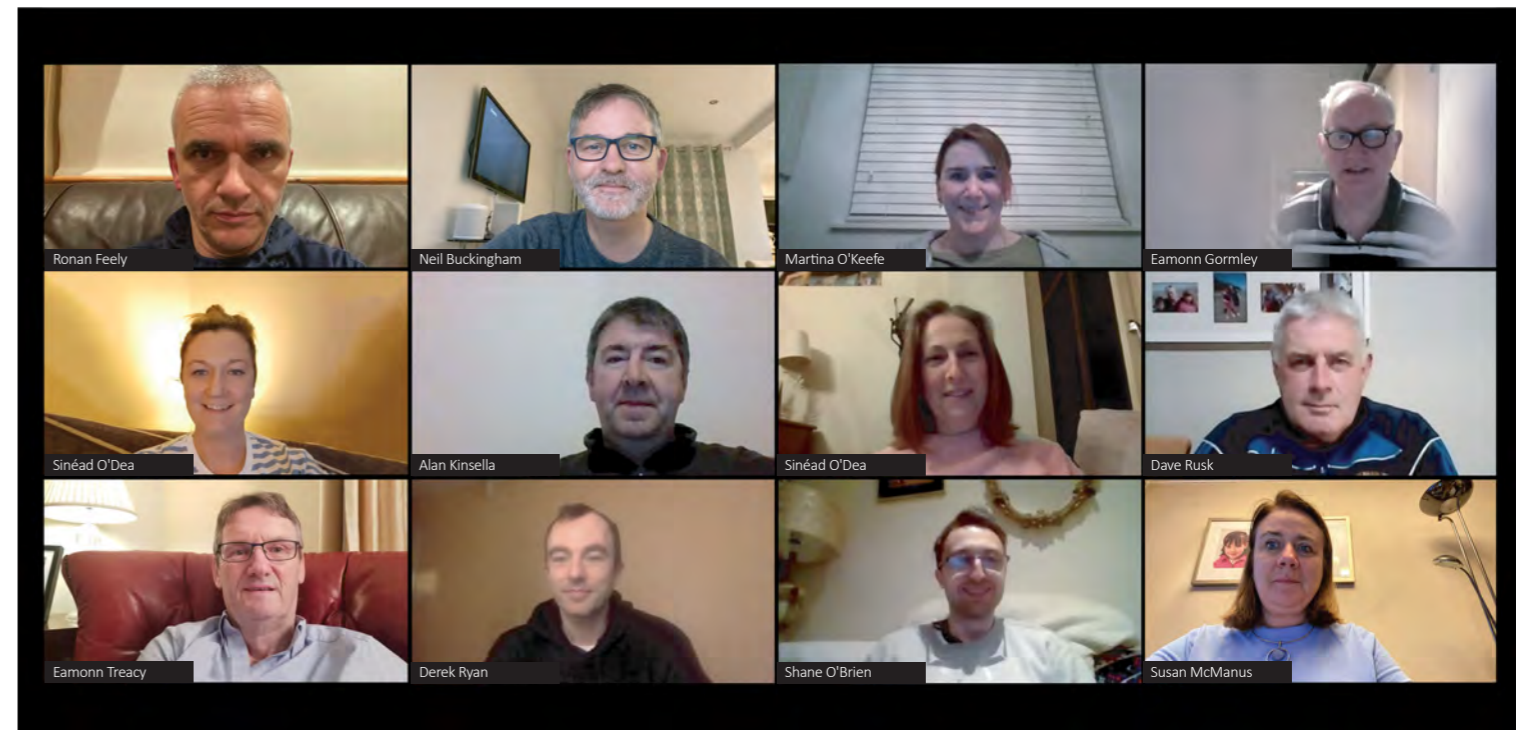 Ronan Feely
Neil Buckingham
Martina O'Keefe
Eamonn Gormley
Sinéad O'Dea
Alan Kinsella
Sinéad O'Dea
Dave Rusk
Eamonn Treacy
Derek Ryan
Shane O'Brien
Susan McManus